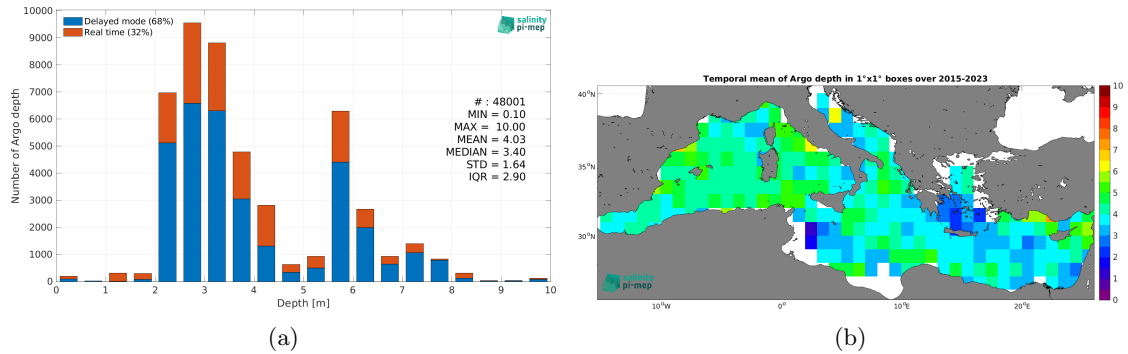 Delayed mode (68%)
Real time (32%)
salinity
pi-mep
10000
9000
8000
7000
6000
5000
4000
3000
2000
1000
0
Number of Argo depth
# : 48001
MIN = 0.10
MAX = 10.00
MEAN = 4.03
MEDIAN = 3.40
STD = 1.64
IQR = 2.90
0 1 2 3 4 5 6 7 8 9 10
Depth [m]
(a)
Temporal mean of Argo depth in 1°x1° boxes over 2015-2023
40°N
35°N
30°N
10°W 0° 10°E 20°E
10
9
8
7
6
5
4
3
2
1
0
salinity
pi-mep
(b)